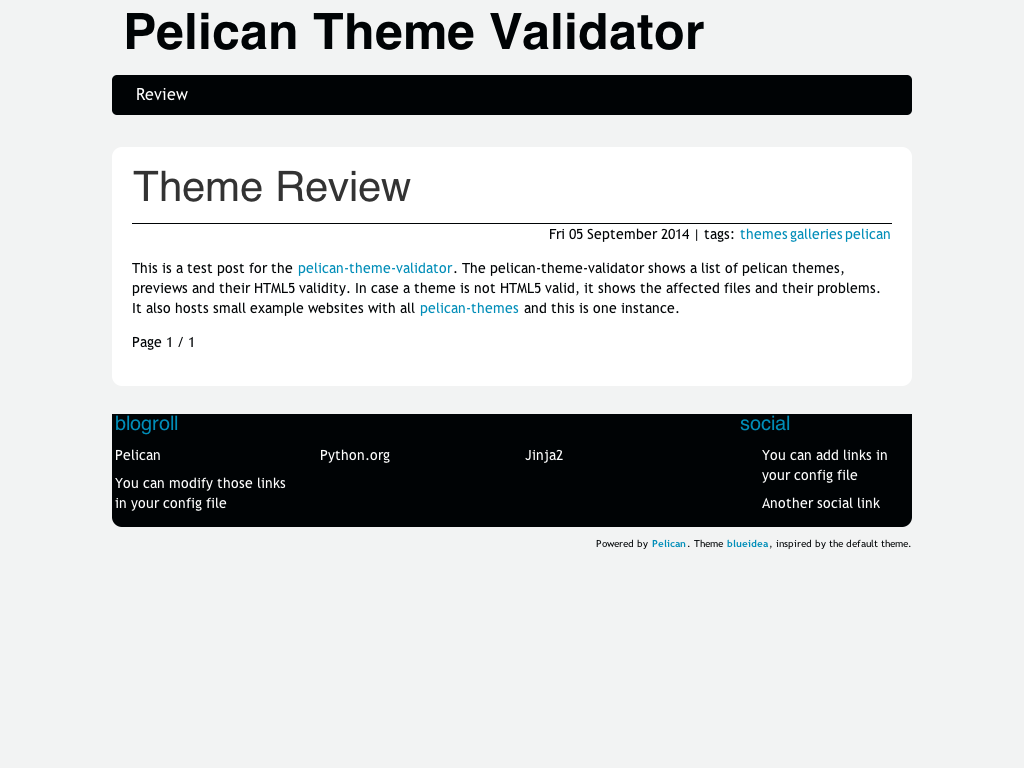 Pelican Theme Validator
Review
Theme Review
Fri 05 September 2014 | tags: themes galleries pelican
This is a test post for the pelican-theme-validator. The pelican-theme-validator shows a list of pelican themes,
previews and their HTML5 validity. In case a theme is not HTML5 valid, it shows the affected files and their problems.
It also hosts small example websites with all pelican-themes and this is one instance.
Page 1 / 1
blogroll
Pelican
Python.org
Jinja2
You can modify those links
in your config file
social
You can add links in
your config file
Another social link
Powered by Pelican. Theme blueidea, inspired by the default theme.